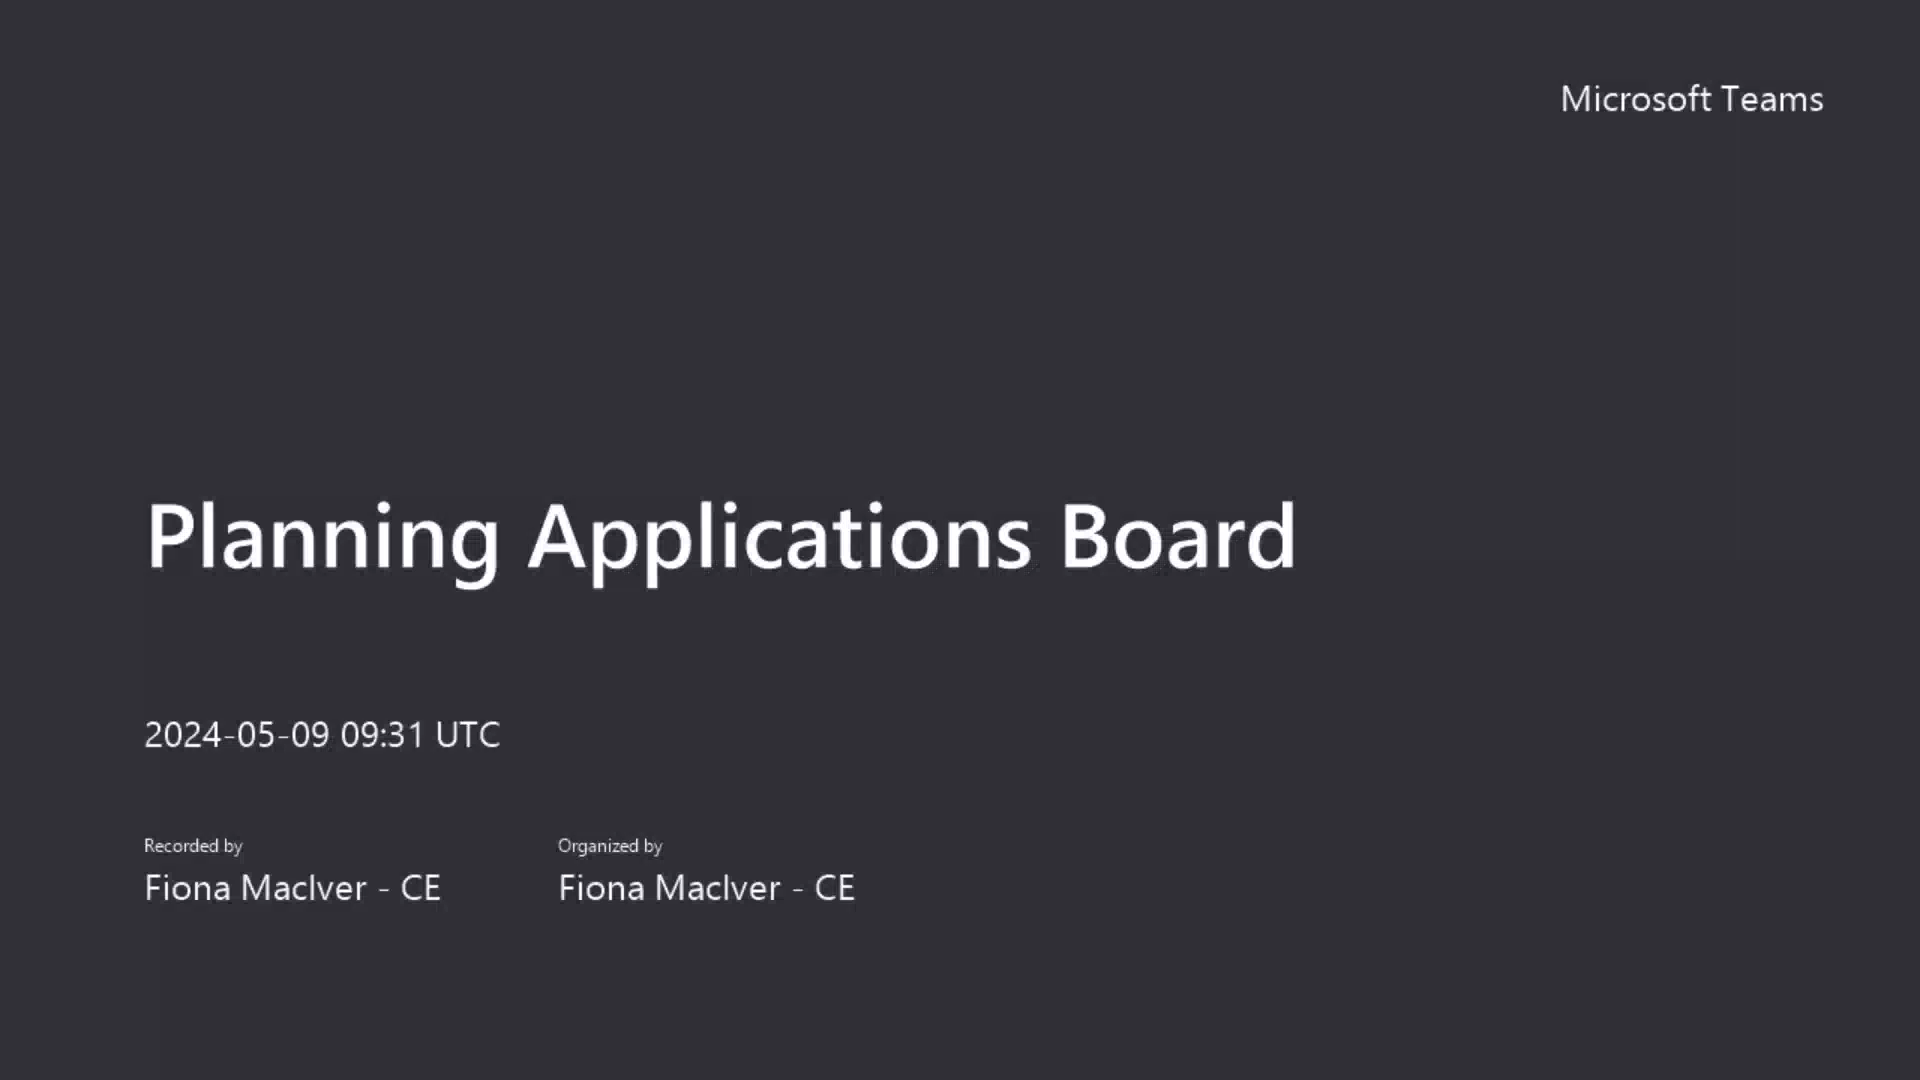 Microsoft Teams
Planning Applications Board
2024-05-09 09:31 UTC
Recorded by
Fiona MacIver - CE
Organized by
Fiona MacIver - CE